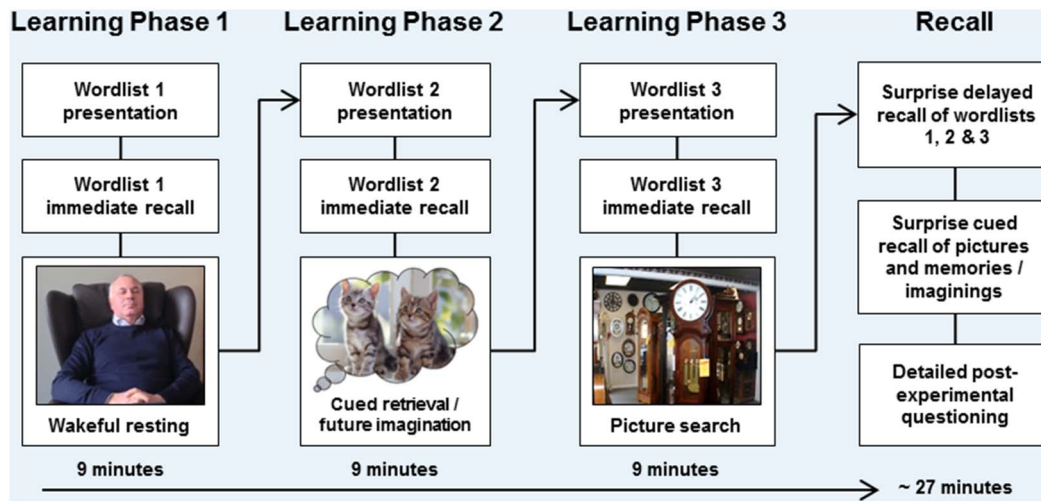 Learning Phase 1
Wordlist 1
presentation
Wordlist 1
immediate recall
Wakeful resting
9 minutes
Learning Phase 2
Wordlist 2
presentation
Wordlist 2
immediate recall
Cued retrieval /
future imagination
9 minutes
Learning Phase 3
Wordlist 3
presentation
Wordlist 3
immediate recall
Picture search
9 minutes
Recall
Surprise delayed
recall of wordlists
1, 2 & 3
Surprise cued
recall of pictures
and memories /
imaginings
Detailed post-
experimental
questioning
~ 27 minutes